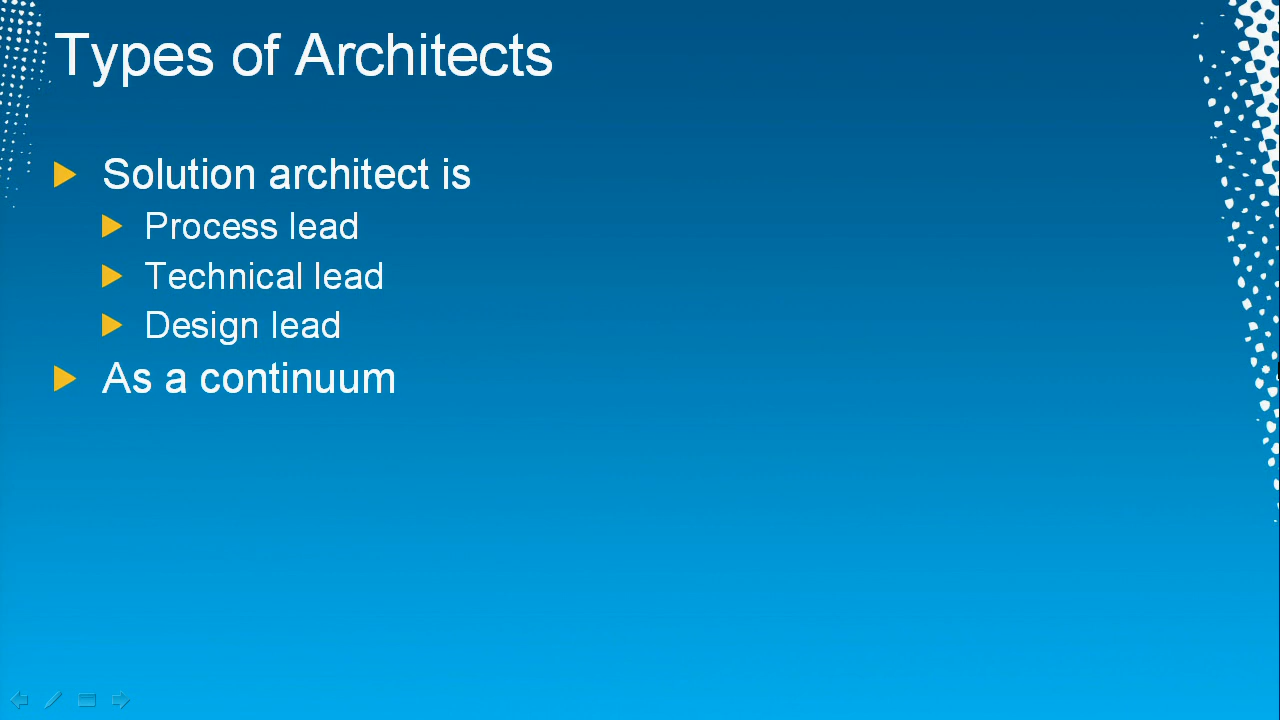 Types of Architects
Solution architect is
Process lead
Technical lead
Design lead
As a continuum